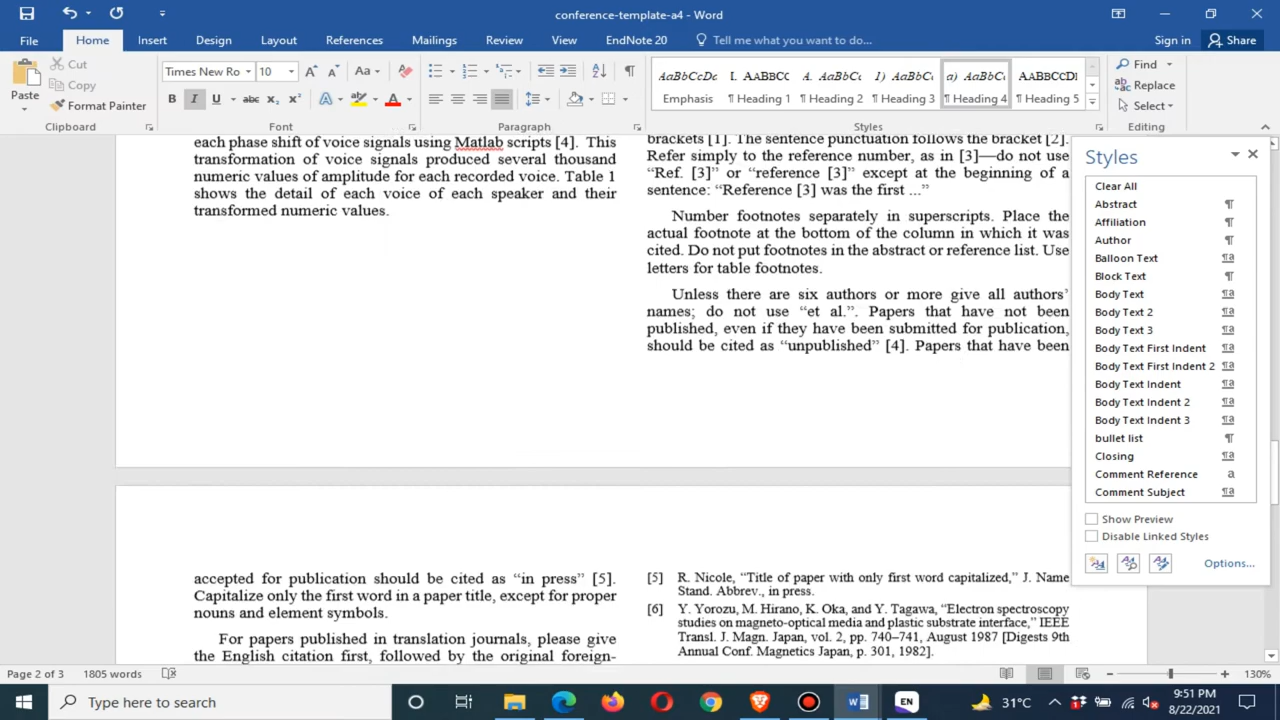 conference-template-a4 - Word
File Home Insert Design Layout References Mailings Review View EndNote 20 Tell me what you want to do... Sign in Share
Paste
Cut
Copy
Format Painter
Clipboard
Times New Ro 10 Aa
B I U abc x₂ x² A A
Font
Paragraph
AaBbCcDc I. AABBCC A. AaBbCc 1) AaBbCc a) AaBbCc AABBCCDI
Emphasis ¶ Heading 1 ¶ Heading 2 ¶ Heading 3 ¶ Heading 4 ¶ Heading 5
Styles
Find
Replace
Select
Editing
each phase shift of voice signals using Matlab scripts [4]. This
transformation of voice signals produced several thousand
numeric values of amplitude for each recorded voice. Table 1
shows the detail of each voice of each speaker and their
transformed numeric values.
brackets [1]. The sentence punctuation follows the bracket [2].
Refer simply to the reference number, as in [3]—do not use
“Ref. [3]” or “reference [3]” except at the beginning of a
sentence: “Reference [3] was the first ...”
Number footnotes separately in superscripts. Place the
actual footnote at the bottom of the column in which it was
cited. Do not put footnotes in the abstract or reference list. Use
letters for table footnotes.
Unless there are six authors or more give all authors’
names; do not use “et al.”. Papers that have not been
published, even if they have been submitted for publication,
should be cited as “unpublished” [4]. Papers that have been
accepted for publication should be cited as “in press” [5].
Capitalize only the first word in a paper title, except for proper
nouns and element symbols.
For papers published in translation journals, please give
the English citation first, followed by the original foreign-
[5] R. Nicole, “Title of paper with only first word capitalized,” J. Name
Stand. Abbrev., in press.
[6] Y. Yorozu, M. Hirano, K. Oka, and Y. Tagawa, “Electron spectroscopy
studies on magneto-optical media and plastic substrate interface,” IEEE
Transl. J. Magn. Japan, vol. 2, pp. 740–741, August 1987 [Digests 9th
Annual Conf. Magnetics Japan, p. 301, 1982].
Styles
Clear All
Abstract ¶
Affiliation ¶
Author ¶
Balloon Text ¶a
Block Text ¶
Body Text ¶a
Body Text 2 ¶a
Body Text 3 ¶a
Body Text First Indent ¶a
Body Text First Indent 2 ¶a
Body Text Indent ¶a
Body Text Indent 2 ¶a
Body Text Indent 3 ¶a
bullet list ¶
Closing ¶a
Comment Reference a
Comment Subject ¶a
Show Preview
Disable Linked Styles
Options...
Page 2 of 3 1805 words 130%
Type here to search
EN
31°C
9:51 PM
8/22/2021